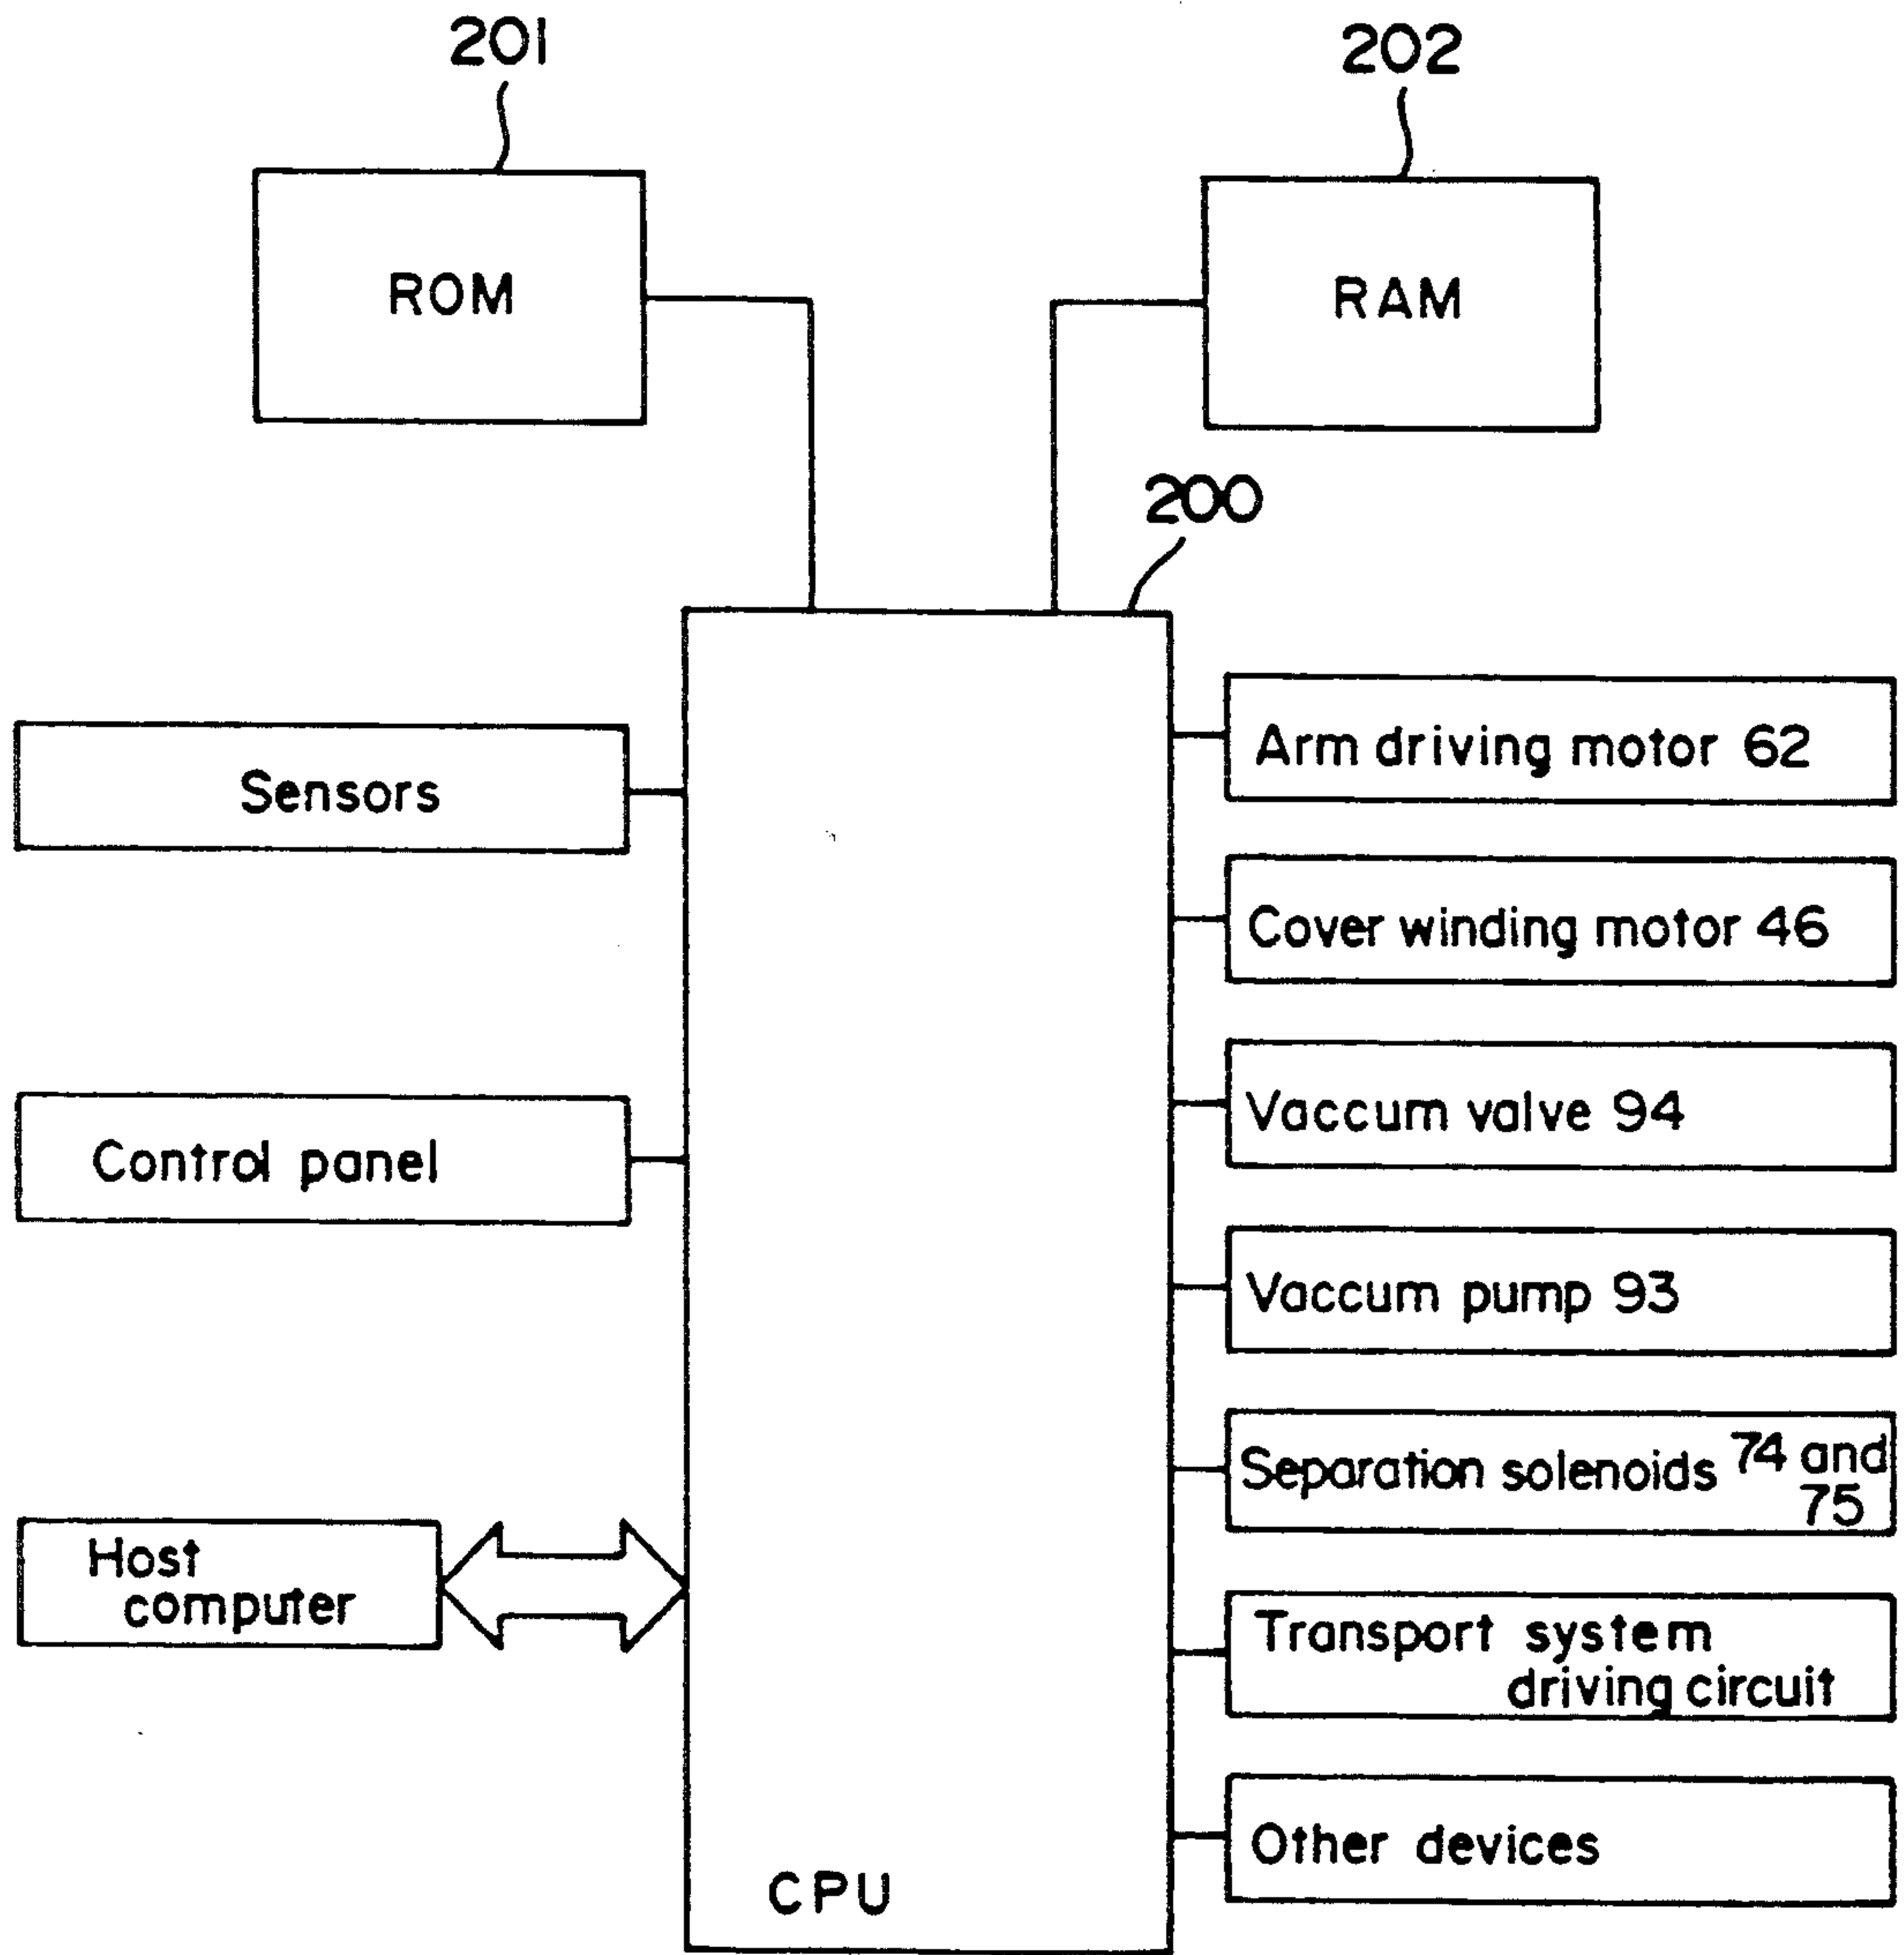 201
202
ROM
RAM
200
Sensors
Control panel
Host
computer
CPU
Arm driving motor 62
Cover winding motor 46
Vaccum valve 94
Vaccum pump 93
Separation solenoids 74 and
75
Transport system
driving circuit
Other devices